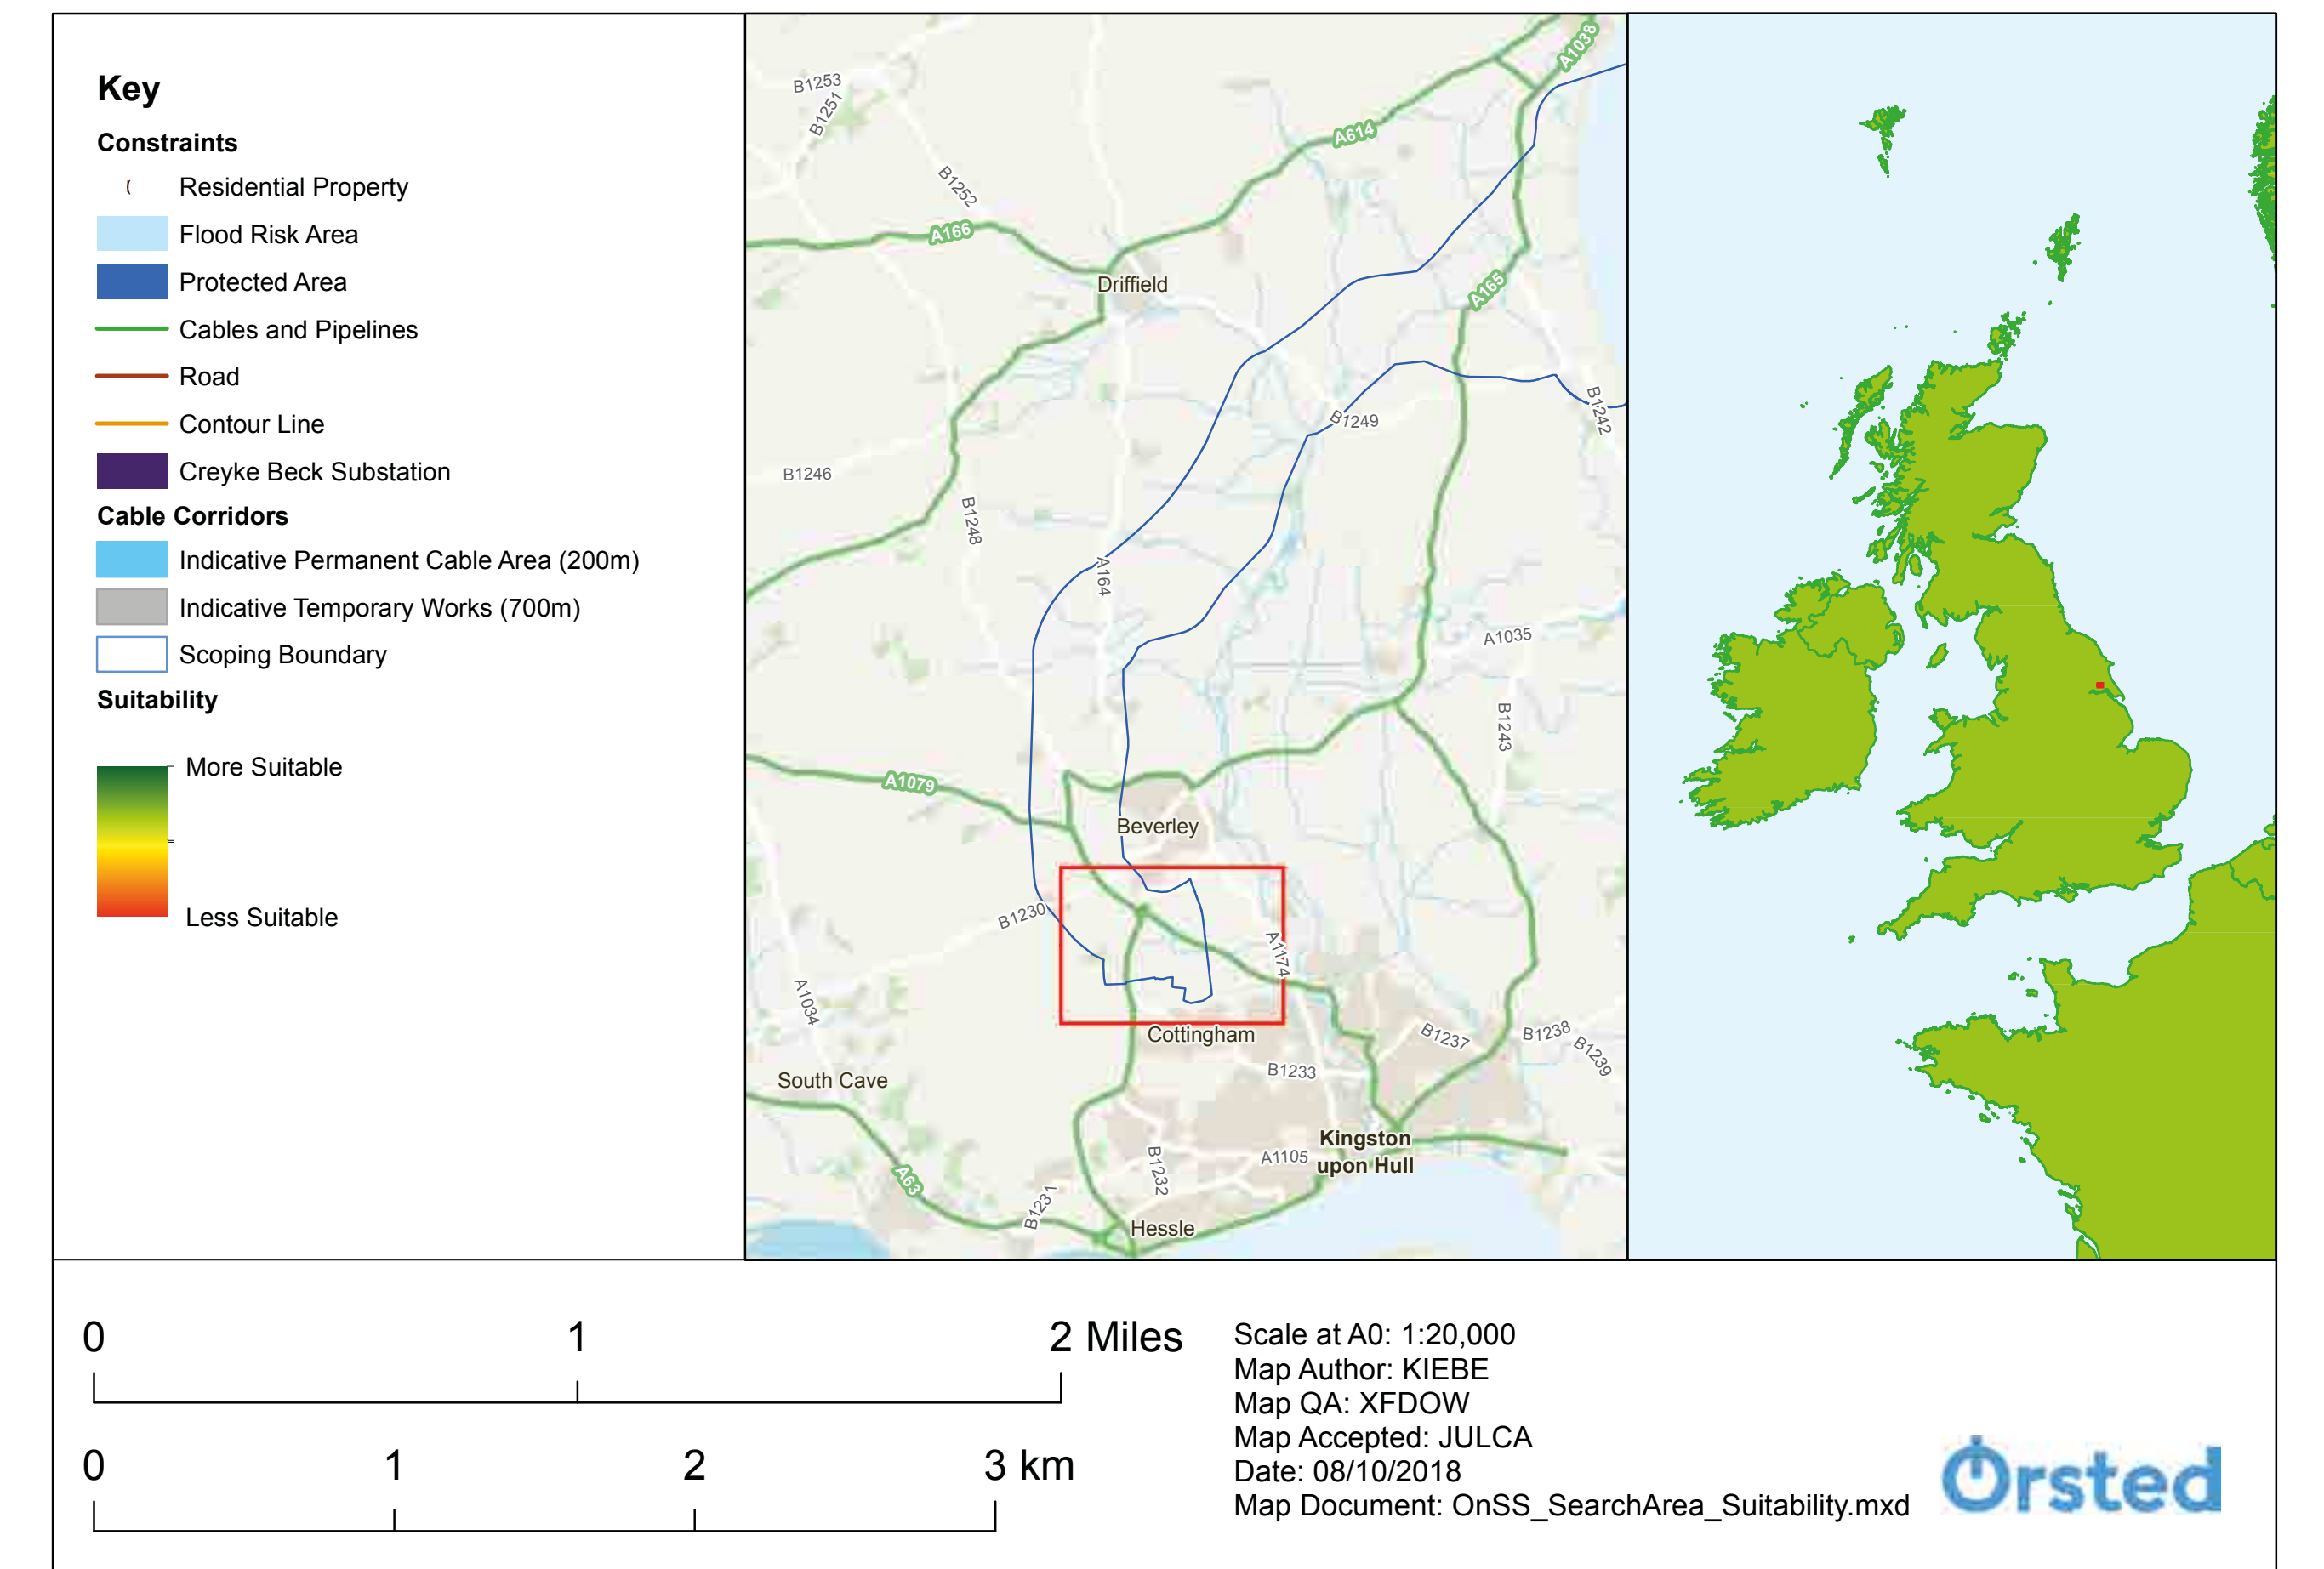 Key
Constraints
Residential Property
Flood Risk Area
Protected Area
Cables and Pipelines
Road
Contour Line
Creyke Beck Substation
Cable Corridors
Indicative Permanent Cable Area (200m)
Indicative Temporary Works (700m)
Scoping Boundary
Suitability
More Suitable
=
Less Suitable
A1038
B1253
B1251
A614
B1252
A166
Driffield
A165
B1242
B1249
B1246
B1248
A164
A1035
B1243
A1079
Beverley
B1230
A1174
A1034
Cottingham
B1237
B1238
B1239
B1233
South Cave
Kingston
upon Hull
A1105
B1232
A63
B1231
Hessle
0 1 2 Miles
0 1 2 3 km
Scale at A0: 1:20,000
Map Author: KIEBE
Map QA: XFDOW
Map Accepted: JULCA
Date: 08/10/2018
Map Document: OnSS_SearchArea_Suitability.mxd
Orsted